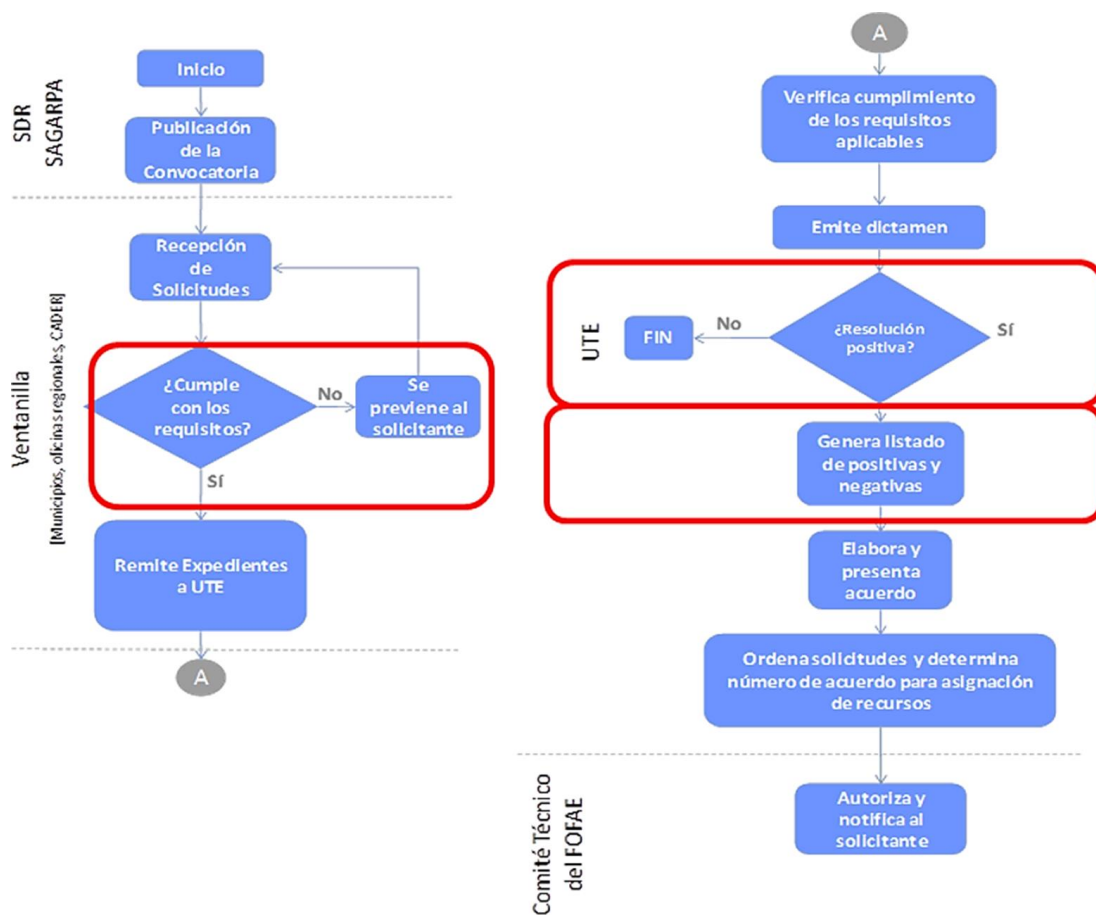 SDR
SAGARPA
Inicio
Publicación
de la
Convocatoria
Ventanilla
[Municipios, oficinas regionales, CADER]
Recepción
de
Solicitudes
¿Cumple
con los
requisitos?
No
Se
previene al
solicitante
Sí
Remite Expedientes
a UTE
A
A
Verifica cumplimiento
de los requisitos
aplicables
Emite dictamen
UTE
FIN
No
¿Resolución
positiva?
Sí
Genera listado
de positivas y
negativas
Elabora y
presenta
acuerdo
Ordena solicitudes y determina
número de acuerdo para asignación
de recursos
Comité Técnico
del FOFAE
Autoriza y
notifica al
solicitante